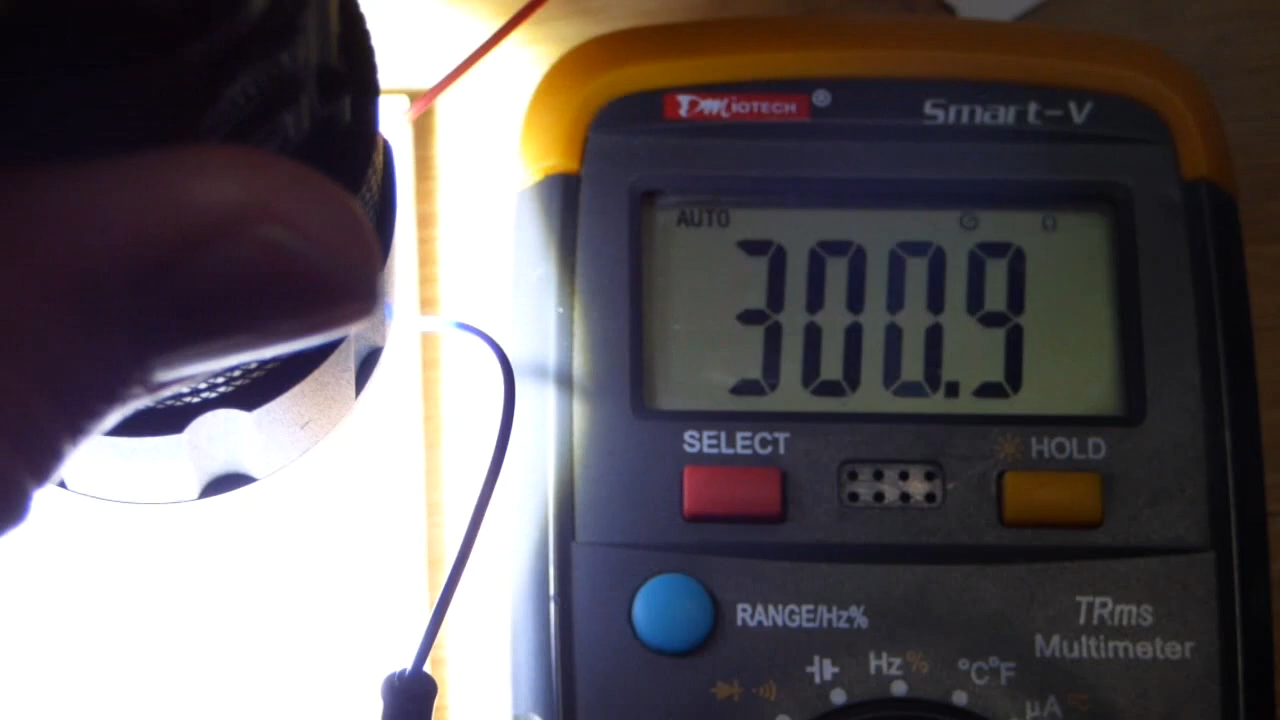 DMiOTECH ® Smart-V
AUTO Ω
300.9
SELECT HOLD
RANGE/Hz% TRms
Multimeter
Hz% °C°F
µA